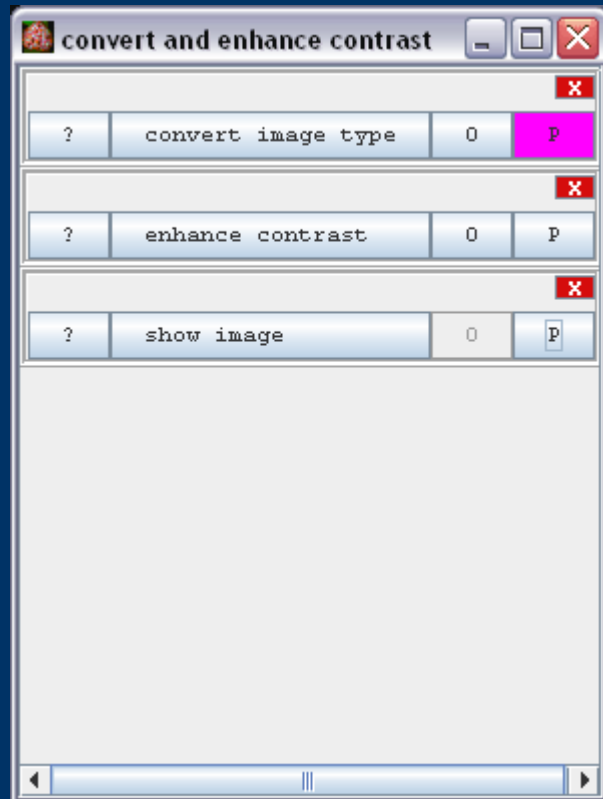 convert and enhance contrast
X
? convert image type O P
X
? enhance contrast O P
X
? show image O P